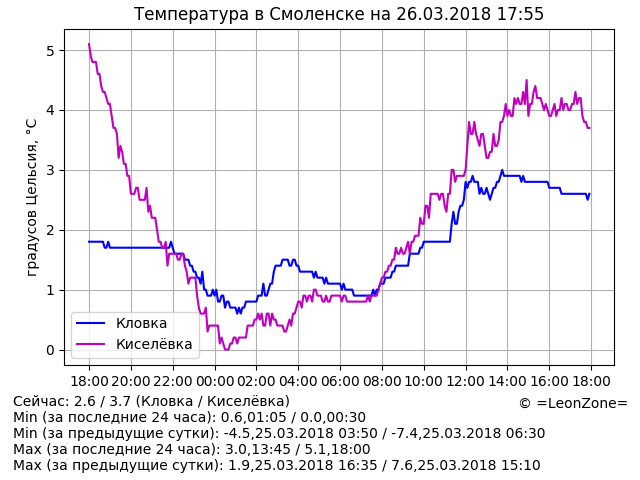 Температура в Смоленске на 26.03.2018 17:55
градусов Цельсия, °C
5
4
3
2
1
0
Кловка
Киселёвка
18:00 20:00 22:00 00:00 02:00 04:00 06:00 08:00 10:00 12:00 14:00 16:00 18:00
Сейчас: 2.6 / 3.7 (Кловка / Киселёвка)
© =LeonZone=
Min (за последние 24 часа): 0.6,01:05 / 0.0,00:30
Min (за предыдущие сутки): -4.5,25.03.2018 03:50 / -7.4,25.03.2018 06:30
Max (за последние 24 часа): 3.0,13:45 / 5.1,18:00
Max (за предыдущие сутки): 1.9,25.03.2018 16:35 / 7.6,25.03.2018 15:10